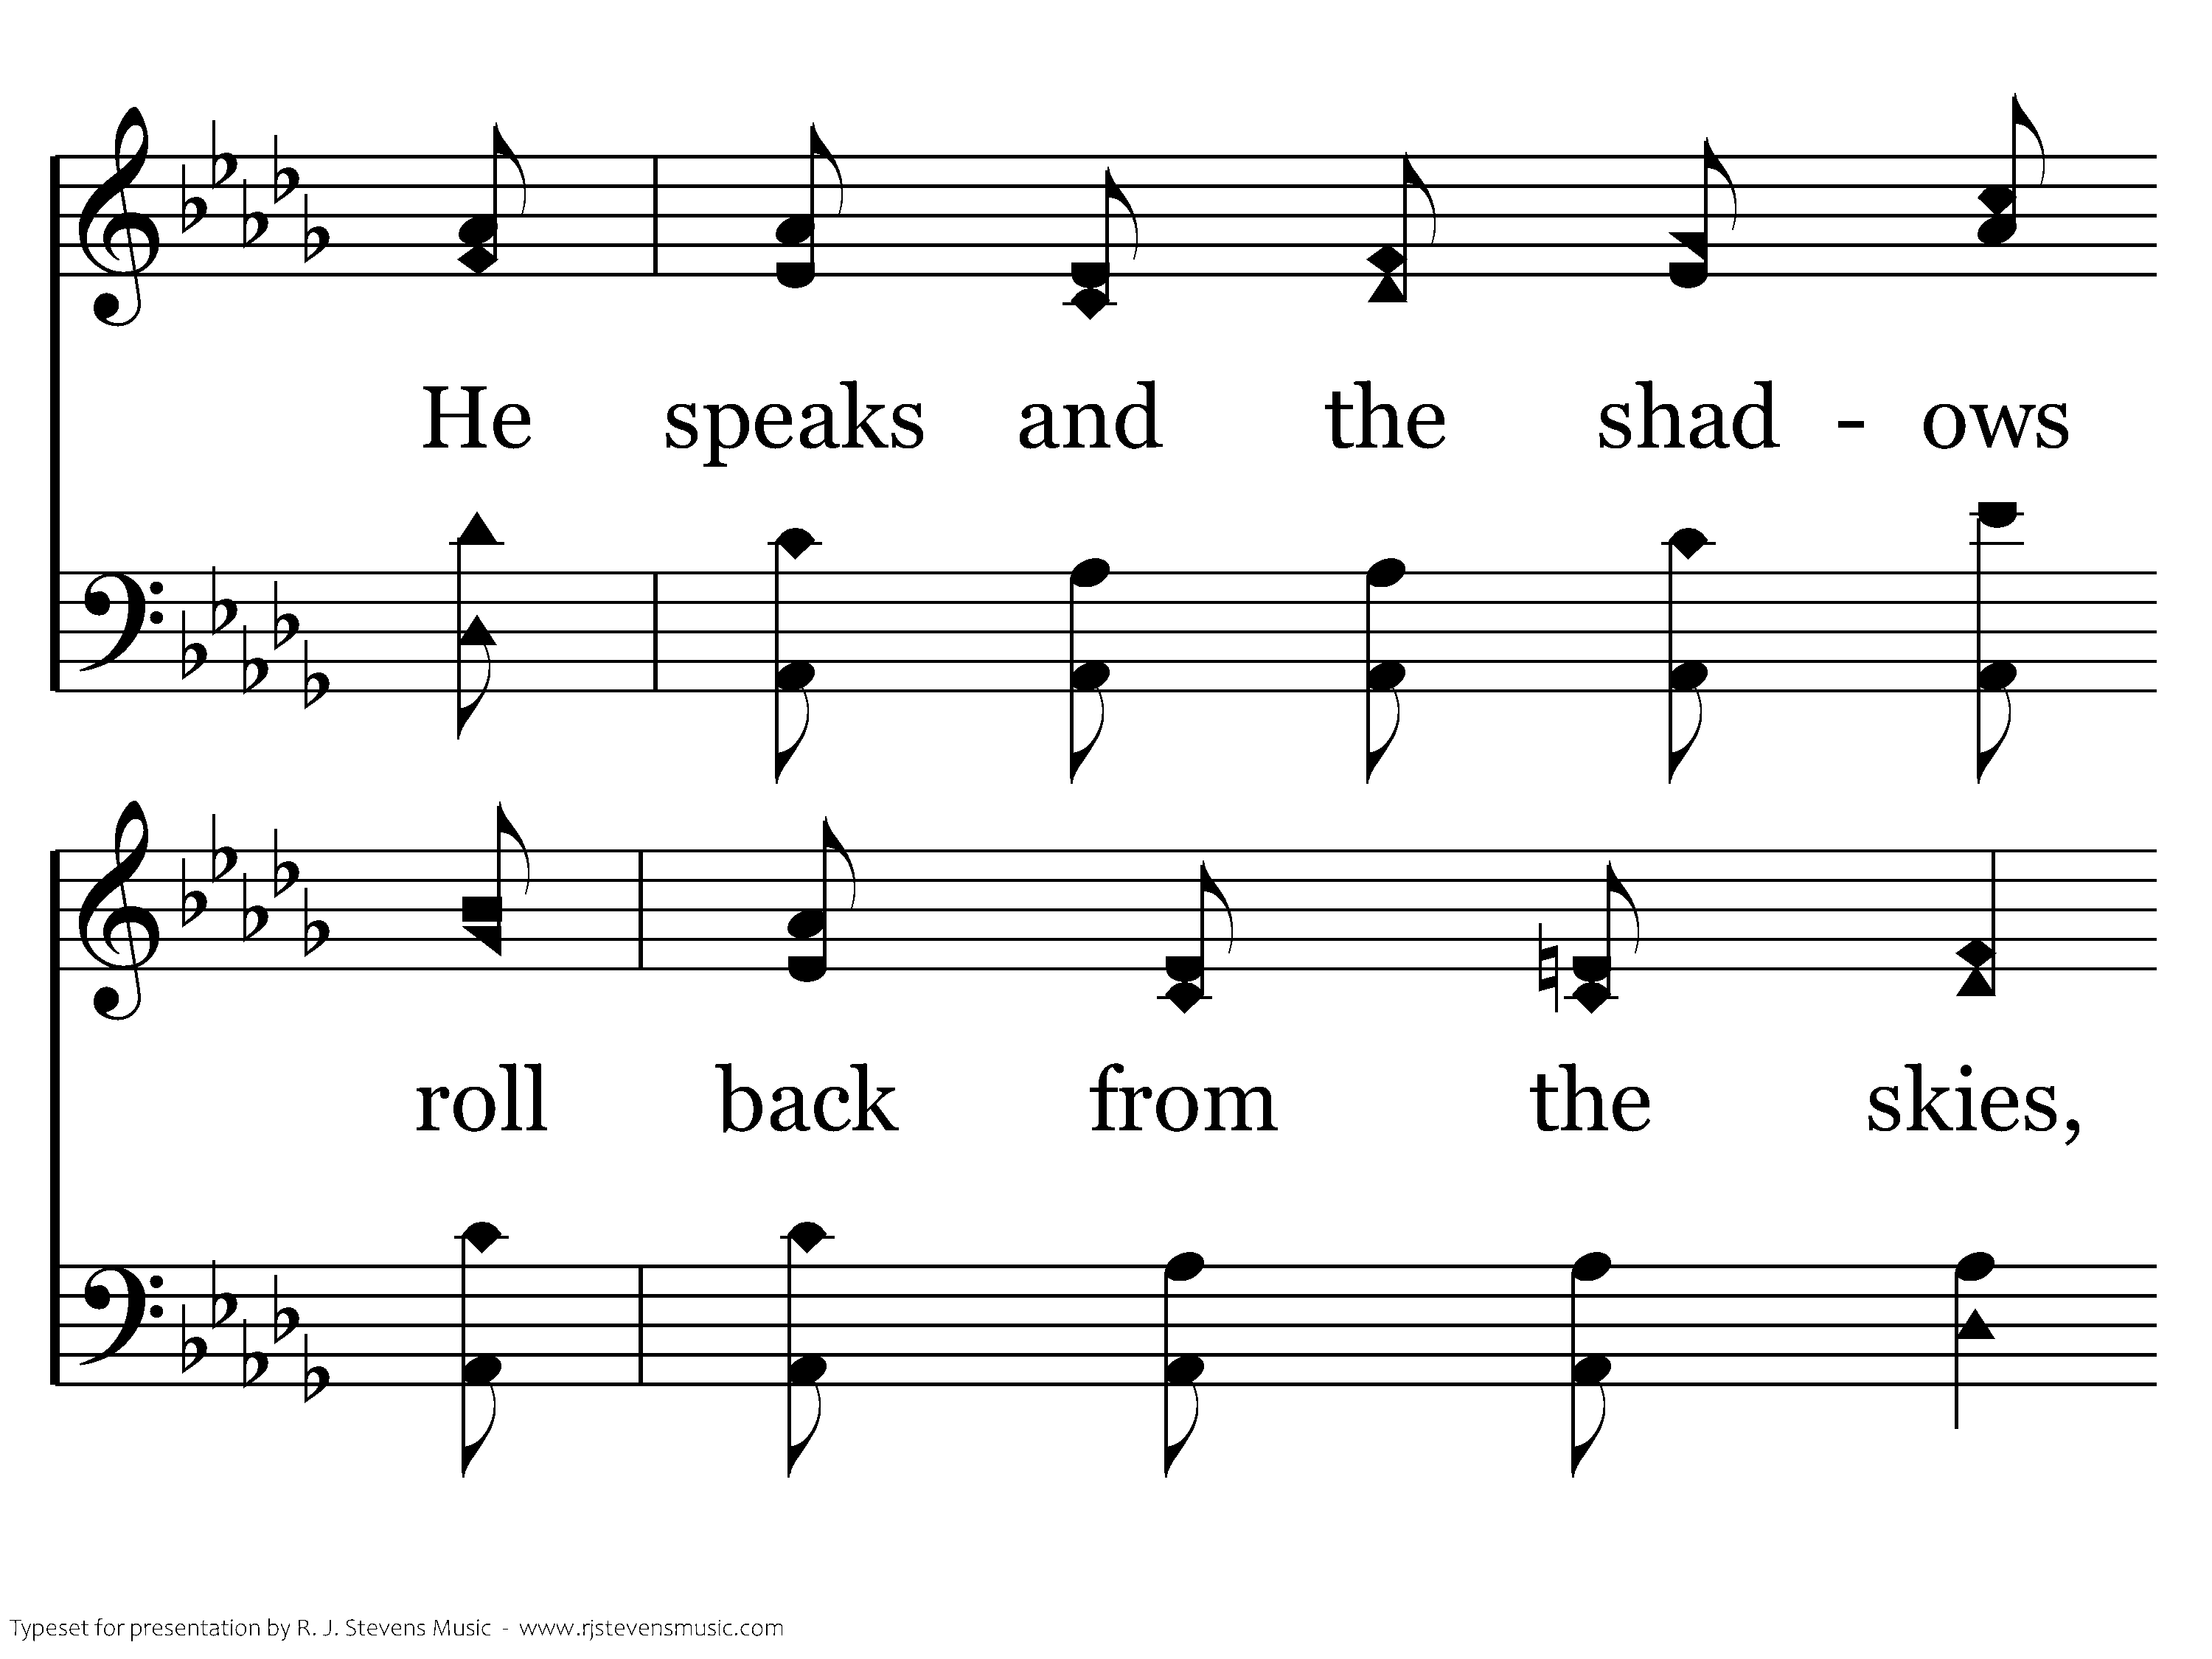 He speaks and the shad - ows
roll back from the skies,
Typeset for presentation by R. J. Stevens Music - www.rjstevensmusic.com